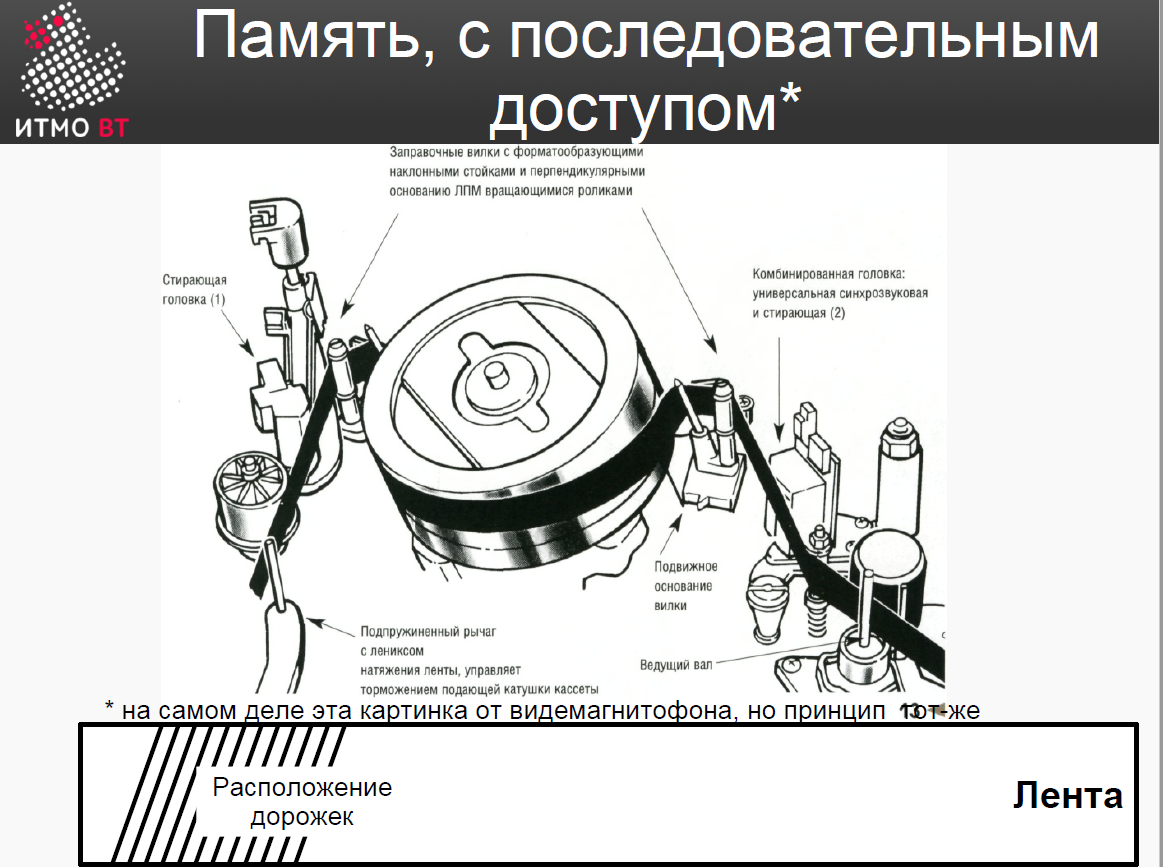 Память, с последовательным
доступом*
ИТМО ВТ
Заправочные вилки с форматообразующими
наклонными стойками и перпендикулярными
основанию ЛПМ вращающимися роликами
Стирающая
головка (1)
Комбинированная головка:
универсальная синхрозвуковая
и стирающая (2)
Подвижное
основание
вилки
Подпружиненный рычаг
с лениксом
натяжения ленты, управляет
торможением подающей катушки кассеты
Ведущий вал
* на самом деле эта картинка от видемагнитофона, но принцип тот-же
13
Расположение
дорожек
Лента